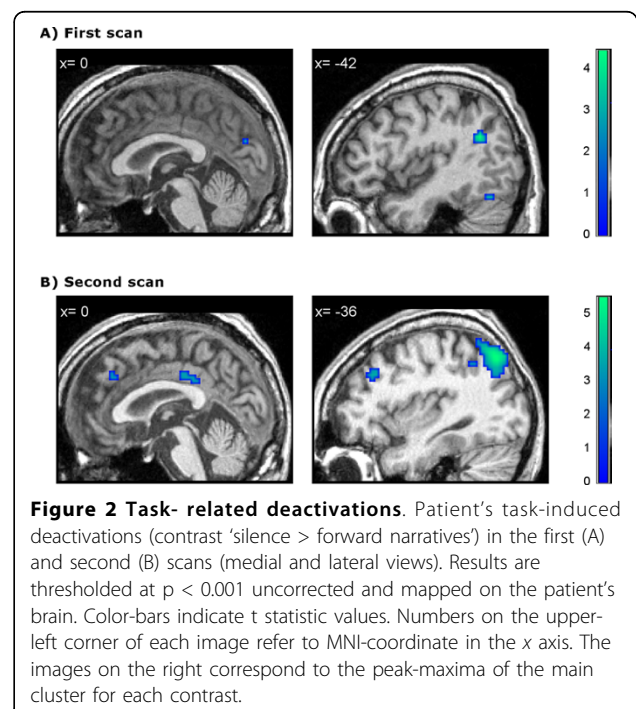 A) First scan
x= 0
x= -42
4
3
2
1
0
B) Second scan
x= 0
x= -36
5
4
3
2
1
0
Figure 2 Task- related deactivations. Patient's task-induced
deactivations (contrast 'silence > forward narratives') in the first (A)
and second (B) scans (medial and lateral views). Results are
thresholded at p < 0.001 uncorrected and mapped on the patient's
brain. Color-bars indicate t statistic values. Numbers on the upper-
left corner of each image refer to MNI-coordinate in the x axis. The
images on the right correspond to the peak-maxima of the main
cluster for each contrast.